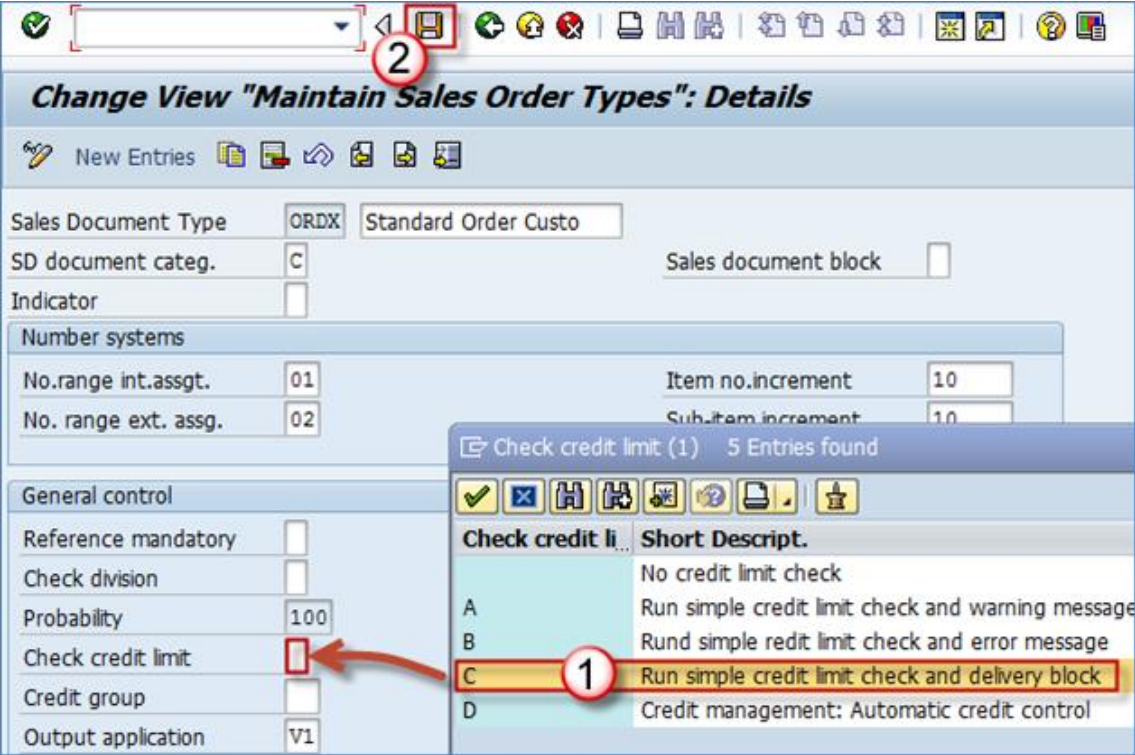 2
Change View "Maintain Sales Order Types": Details
New Entries
Sales Document Type ORDX Standard Order Custo
SD document categ. C Sales document block
Indicator
Number systems
No.range int.assgt. 01 Item no.increment 10
No. range ext. assg. 02 Sub-item increment 10
Check credit limit (1) 5 Entries found
General control
Reference mandatory
Check division
Probability 100
Check credit limit
Credit group
Output application V1
Check credit li... Short Descript.
No credit limit check
A Run simple credit limit check and warning message
B Rund simple redit limit check and error message
C 1 Run simple credit limit check and delivery block
D Credit management: Automatic credit control